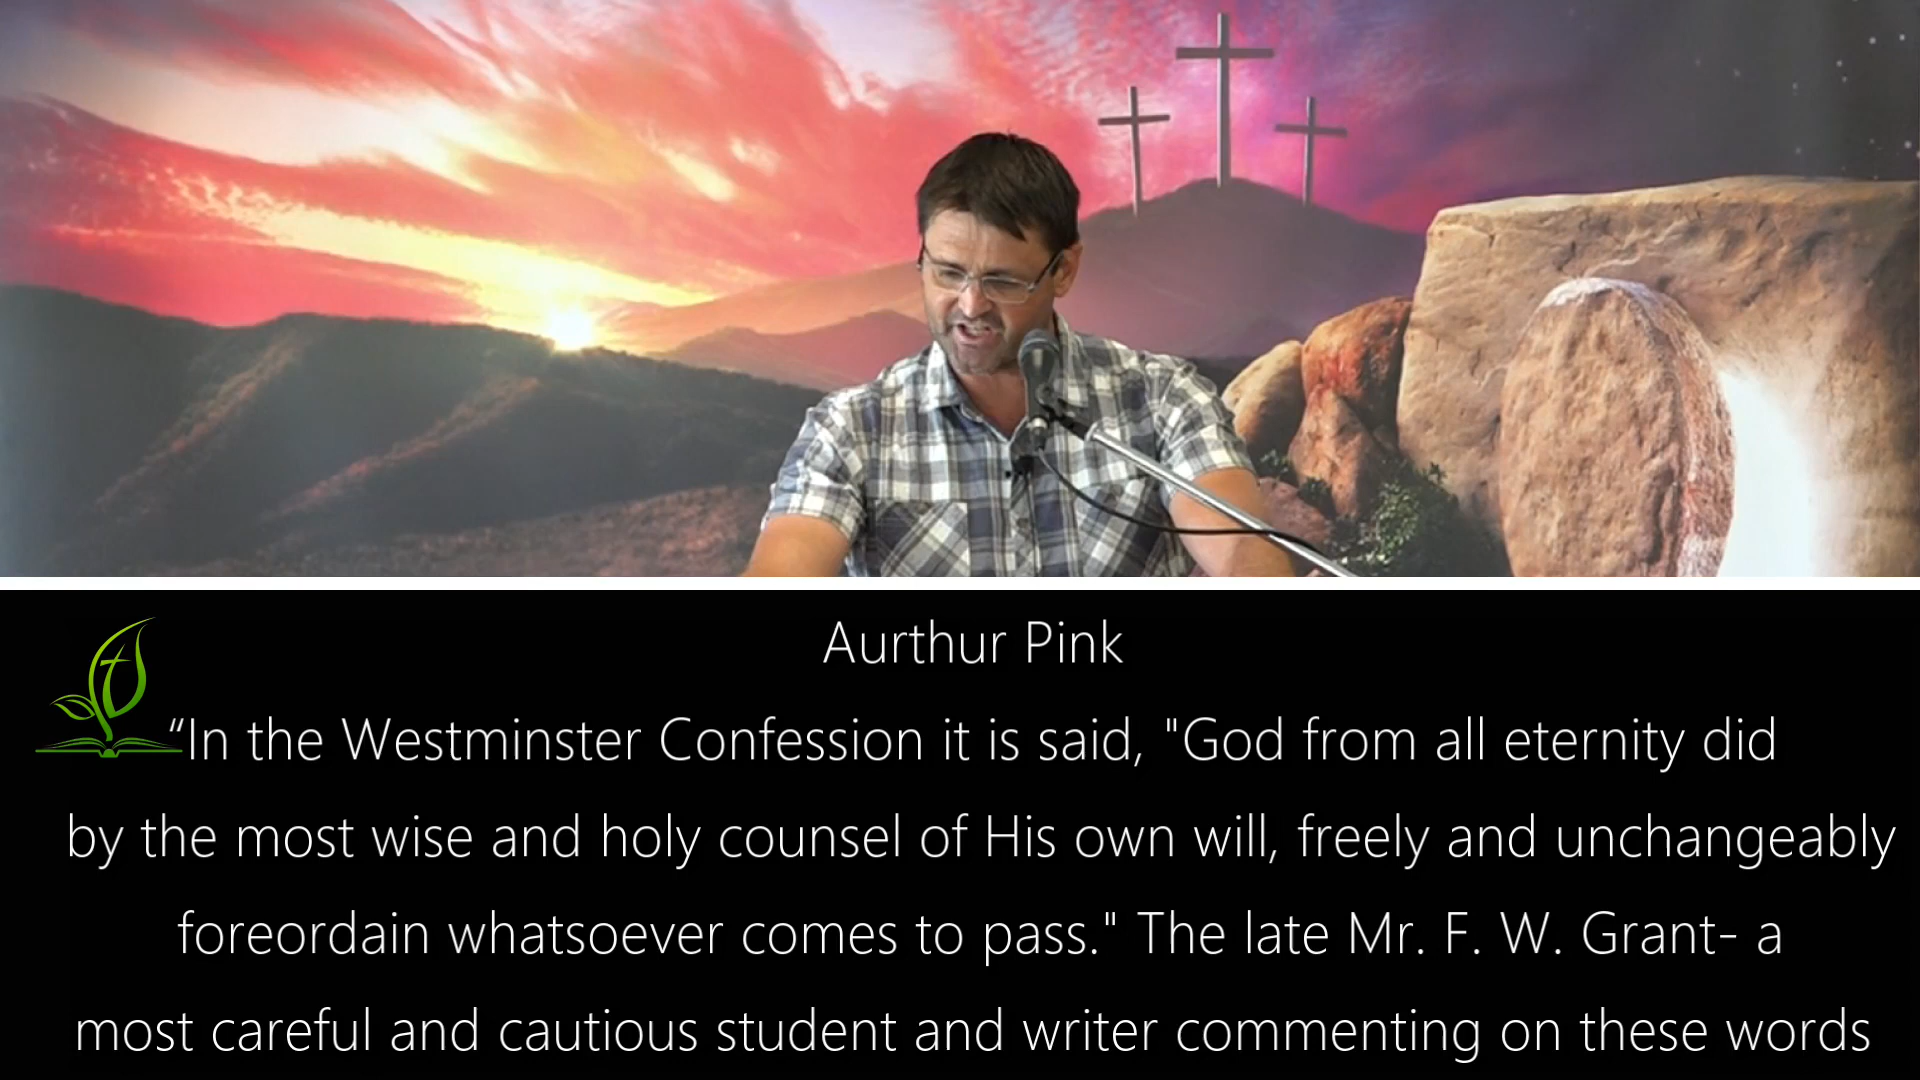 Aurthur Pink
“In the Westminster Confession it is said, "God from all eternity did
by the most wise and holy counsel of His own will, freely and unchangeably
foreordain whatsoever comes to pass." The late Mr. F. W. Grant- a
most careful and cautious student and writer commenting on these words